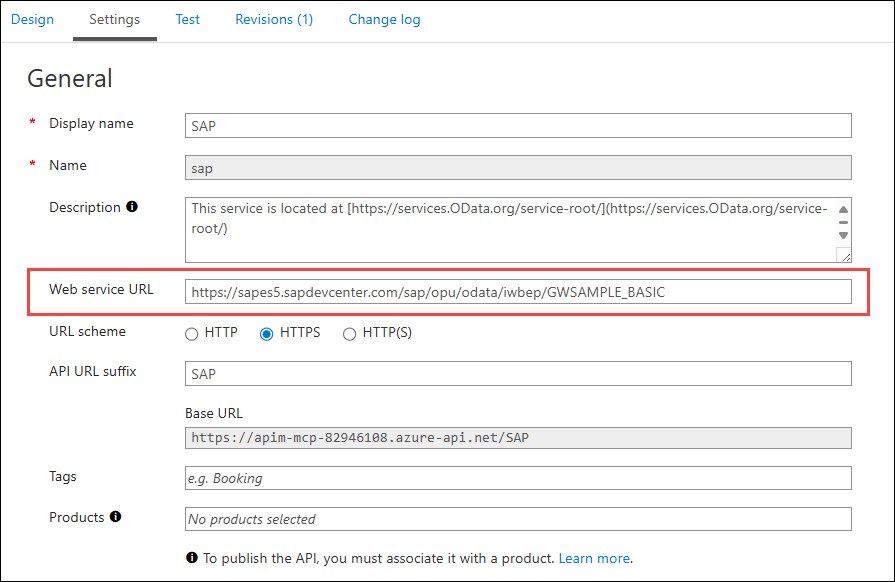 Design Settings Test Revisions (1) Change log
General
* Display name SAP
* Name sap
Description This service is located at [https://services.OData.org/service-root/](https://services.OData.org/service-
root/)
Web service URL https://sapes5.sapdevcenter.com/sap/opu/odata/iwbep/GWSAMPLE_BASIC
URL scheme HTTP HTTPS HTTP(S)
API URL suffix SAP
Base URL
https://apim-mcp-82946108.azure-api.net/SAP
Tags e.g. Booking
Products No products selected
To publish the API, you must associate it with a product. Learn more.